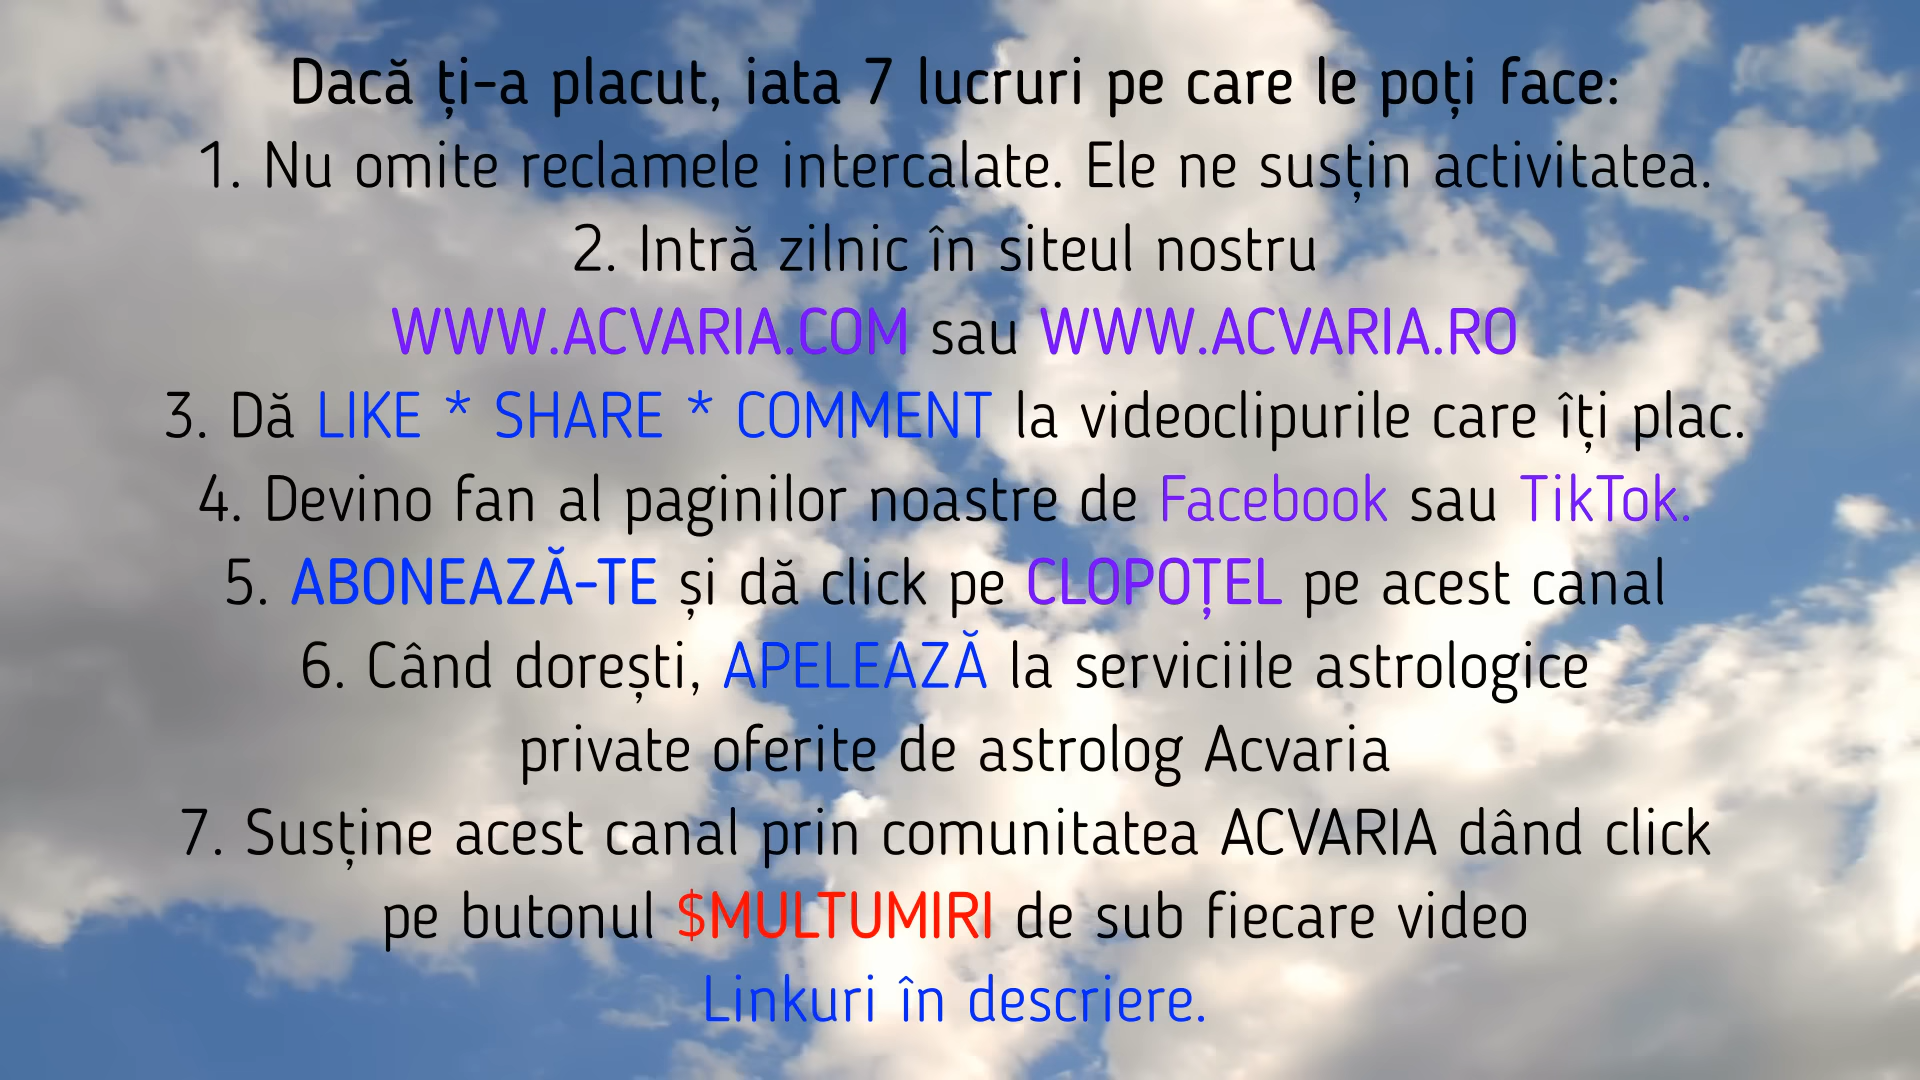 Dacă ți-a placut, iata 7 lucruri pe care le poți face:
1. Nu omite reclamele intercalate. Ele ne susțin activitatea.
2. Intră zilnic în siteul nostru
WWW.ACVARIA.COM sau WWW.ACVARIA.RO
3. Dă LIKE * SHARE * COMMENT la videoclipurile care îți plac.
4. Devino fan al paginilor noastre de Facebook sau TikTok.
5. ABONEAZĂ-TE și dă click pe CLOPOȚEL pe acest canal
6. Când dorești, APELEAZĂ la serviciile astrologice
private oferite de astrolog Acvaria
7. Susține acest canal prin comunitatea ACVARIA dând click
pe butonul $MULTUMIRI de sub fiecare video
Linkuri în descriere.